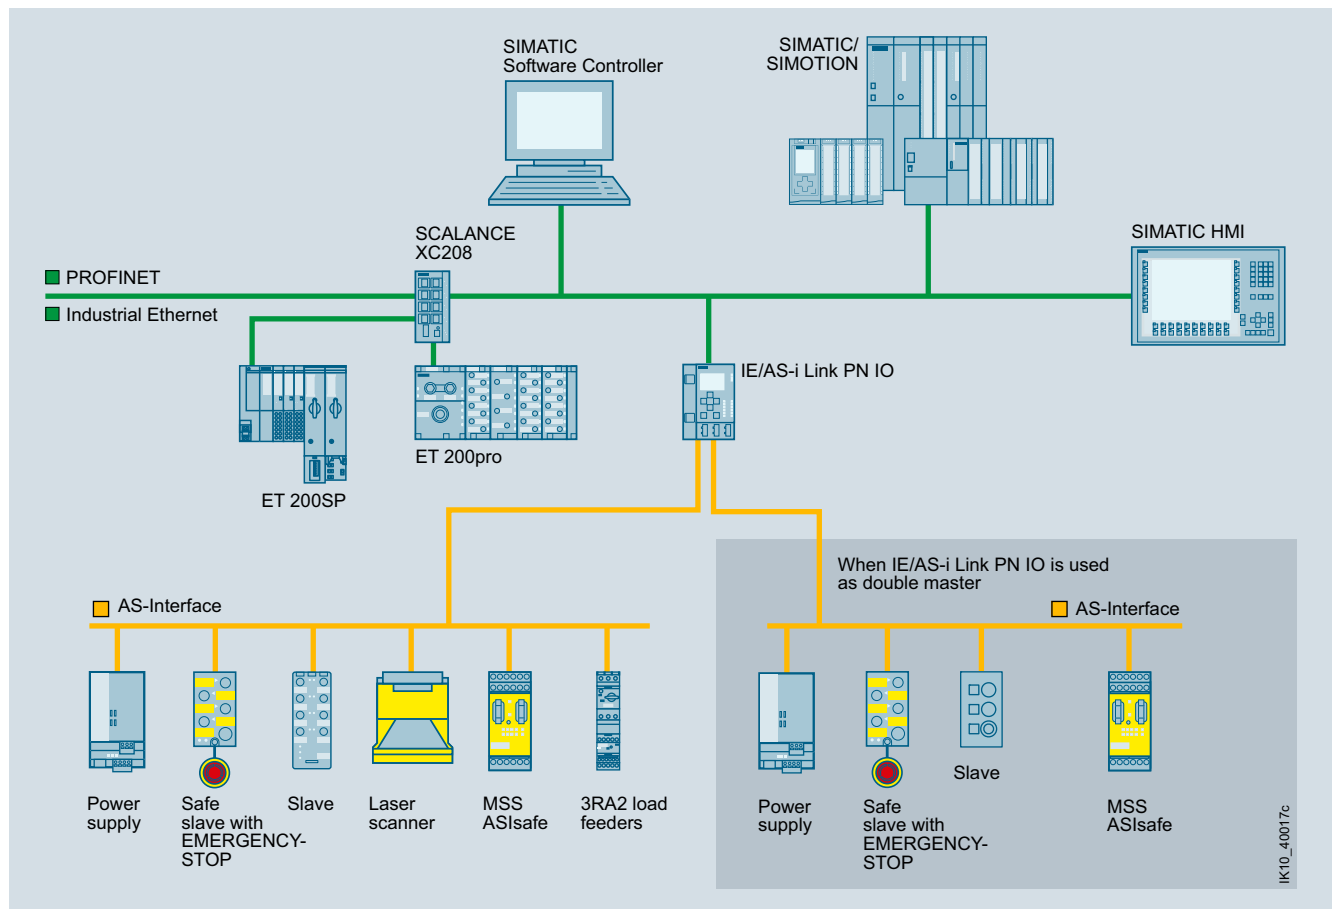 SIMATIC
Software Controller
SIMATIC/
SIMOTION
SCALANCE
XC208
SIMATIC HMI
PROFINET
Industrial Ethernet
IE/AS-i Link PN IO
ET 200pro
ET 200SP
When IE/AS-i Link PN IO is used
as double master
AS-Interface
AS-Interface
Power
supply
Safe
slave with
EMERGENCY-
STOP
Slave
Laser
scanner
MSS
ASIsafe
3RA2 load
feeders
Power
supply
Safe
slave with
EMERGENCY-
STOP
Slave
MSS
ASIsafe
IK10_40017c